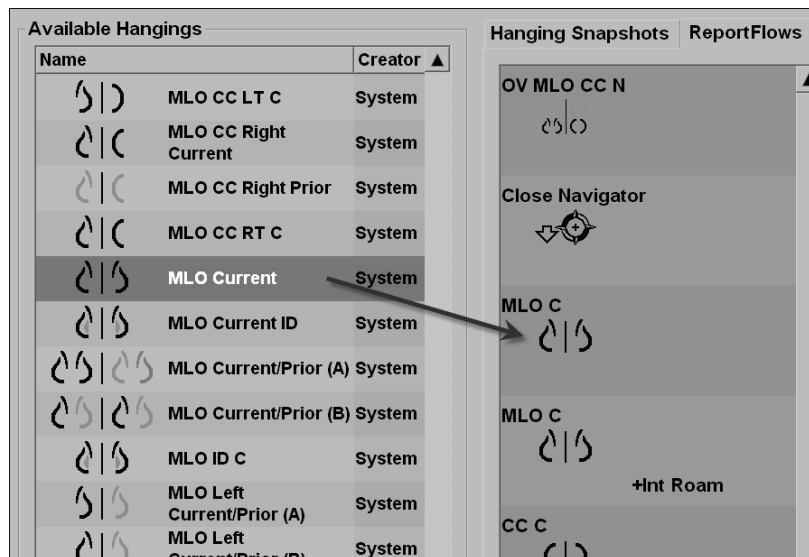 Available Hangings
Name Creator
MLO CC LT C System
MLO CC Right
Current System
MLO CC Right Prior System
MLO CC RT C System
MLO Current System
MLO Current ID System
MLO Current/Prior (A) System
MLO Current/Prior (B) System
MLO ID C System
MLO Left
Current/Prior (A) System
MLO Left
Current/Prior (B) System
Hanging Snapshots ReportFlows
OV MLO CC N
Close Navigator
MLO C
MLO C
+Int Roam
CC C